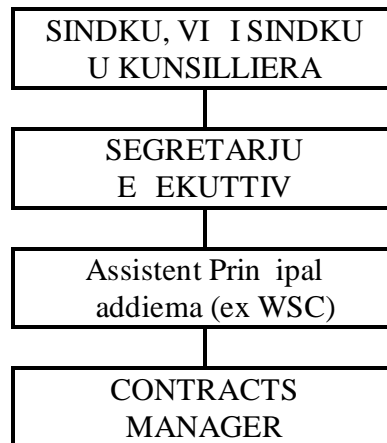 SINDKU, VI I SINDKU
U KUNSILLIERA
SEGRETARJU
E EKUTTIV
Assistent Prin ipal
addiema (ex WSC)
CONTRACTS
MANAGER